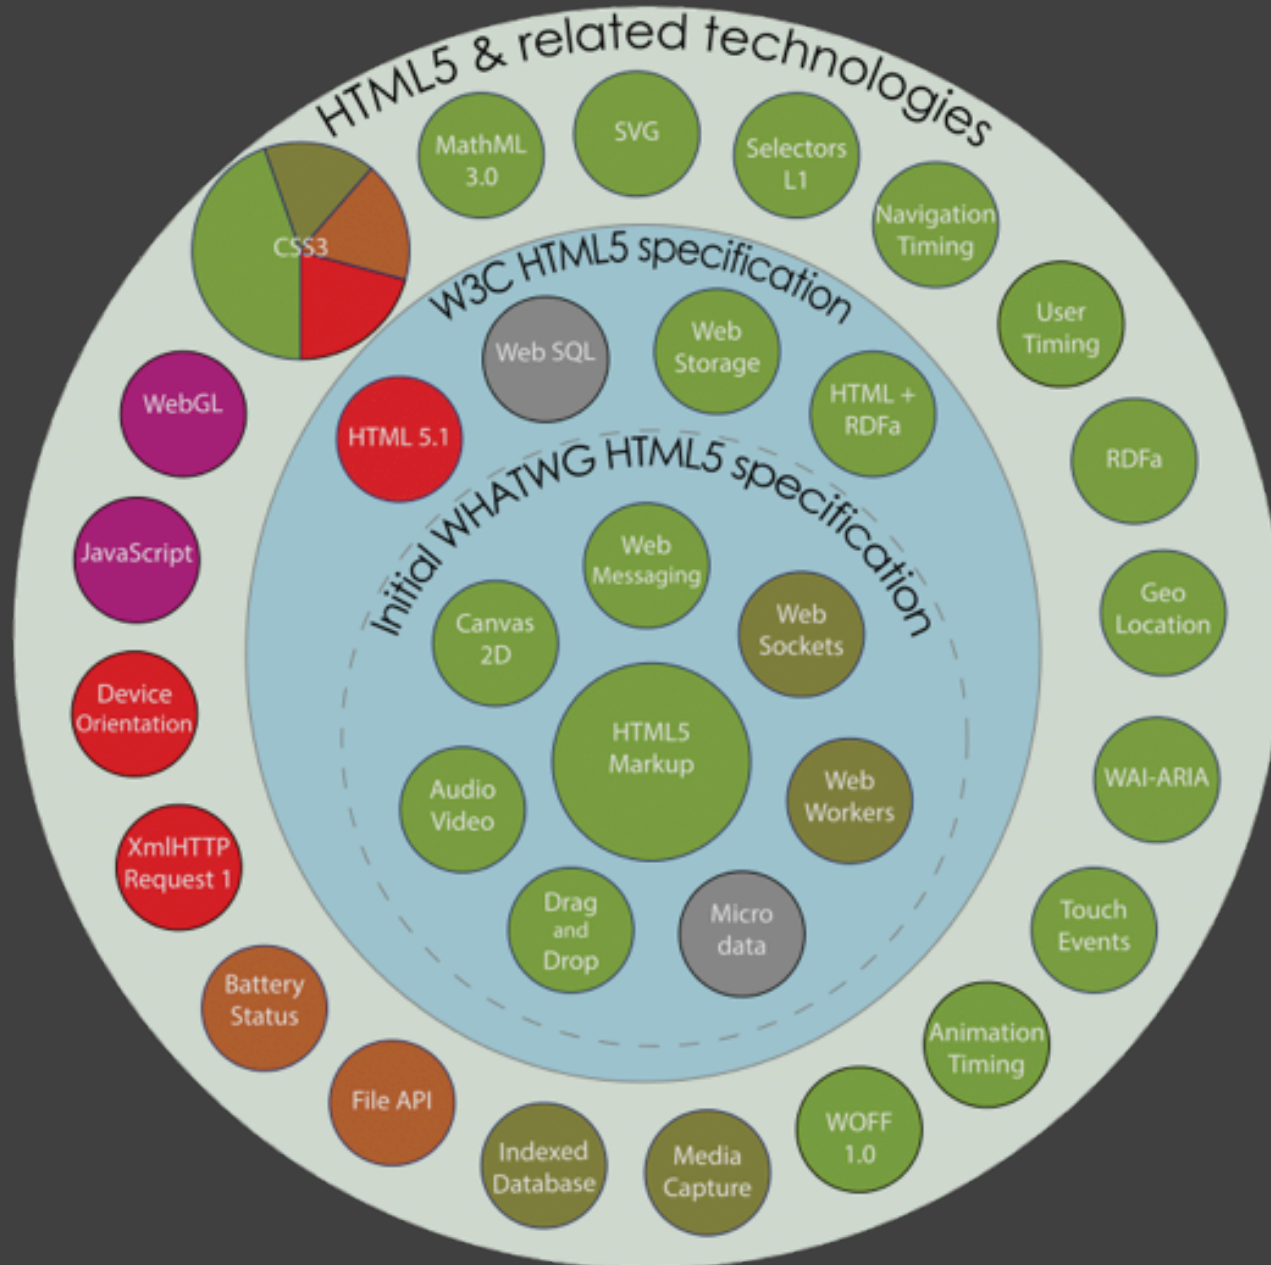 HTML5 & related technologies
MathML
3.0
SVG
Selectors
L1
Navigation
Timing
User
Timing
RDFa
Geo
Location
WAI-ARIA
Touch
Events
Animation
Timing
WOFF
1.0
Media
Capture
Indexed
Database
File API
Battery
Status
XmlHTTP
Request 1
Device
Orientation
JavaScript
WebGL
CSS3
W3C HTML5 specification
HTML 5.1
Web SQL
Web
Storage
HTML +
RDFa
Initial WHATWG HTML5 specification
Web
Messaging
Web
Sockets
Web
Workers
Micro
data
Drag
and
Drop
Audio
Video
Canvas
2D
HTML5
Markup